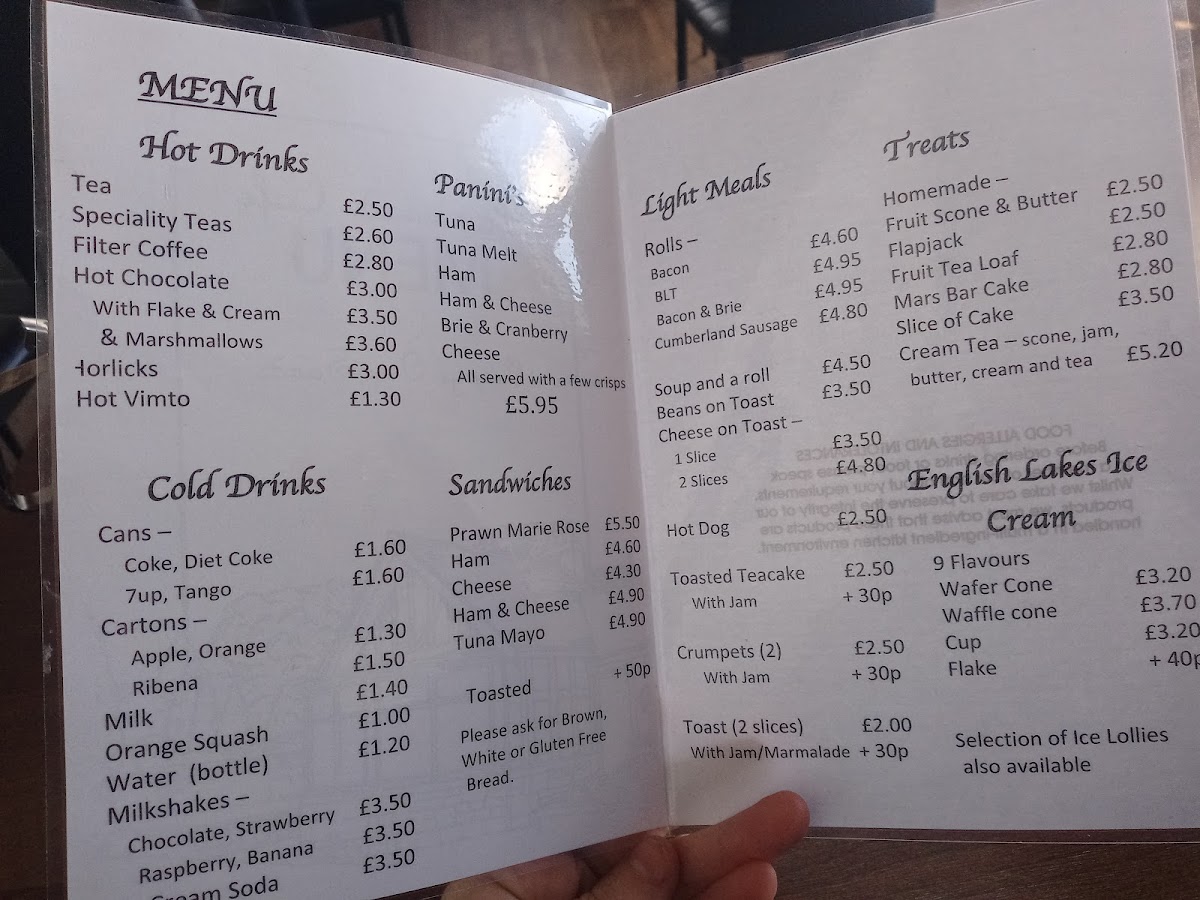 MENU
Hot Drinks
Tea £2.50
Speciality Teas £2.60
Filter Coffee £2.80
Hot Chocolate £3.00
With Flake & Cream £3.50
& Marshmallows £3.60
Horlicks £3.00
Hot Vimto £1.30
Cold Drinks
Cans –
Coke, Diet Coke £1.60
7up, Tango £1.60
Cartons –
Apple, Orange £1.30
Ribena £1.50
Milk £1.40
Orange Squash £1.00
Water (bottle) £1.20
Milkshakes –
Chocolate, Strawberry £3.50
Raspberry, Banana £3.50
Cream Soda £3.50
Panini's
Tuna
Tuna Melt
Ham
Ham & Cheese
Brie & Cranberry
Cheese
All served with a few crisps
£5.95
Sandwiches
Prawn Marie Rose £5.50
Ham £4.60
Cheese £4.30
Ham & Cheese £4.90
Tuna Mayo £4.90
Toasted + 50p
Please ask for Brown,
White or Gluten Free
Bread.
Light Meals
Rolls –
Bacon £4.60
BLT £4.95
Bacon & Brie £4.95
Cumberland Sausage £4.80
Soup and a roll £4.50
Beans on Toast £3.50
Cheese on Toast –
1 Slice £3.50
2 Slices £4.80
Hot Dog £2.50
Toasted Teacake £2.50
With Jam + 30p
Crumpets (2) £2.50
With Jam + 30p
Toast (2 slices) £2.00
With Jam/Marmalade + 30p
Treats
Homemade –
Fruit Scone & Butter £2.50
Flapjack £2.50
Fruit Tea Loaf £2.80
Mars Bar Cake £2.80
Slice of Cake £3.50
Cream Tea – scone, jam,
butter, cream and tea £5.20
English Lakes Ice
Cream
9 Flavours
Wafer Cone £3.20
Waffle cone £3.70
Cup £3.20
Flake + 40p
Selection of Ice Lollies
also available